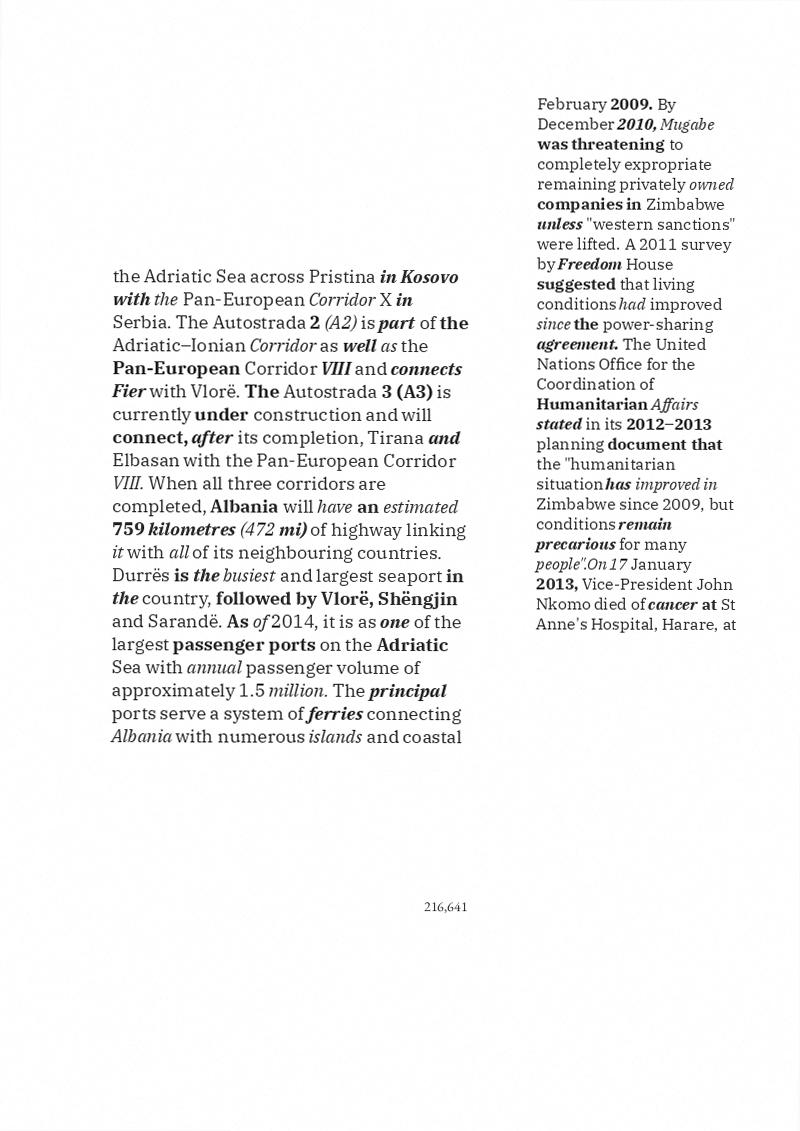 the Adriatic Sea across Pristina in Kosovo
with the Pan-European Corridor X in
Serbia. The Autostrada 2 (A2) is part of the
Adriatic–Ionian Corridor as well as the
Pan-European Corridor VIII and connects
Fier with Vlorë. The Autostrada 3 (A3) is
currently under construction and will
connect, after its completion, Tirana and
Elbasan with the Pan-European Corridor
VIII. When all three corridors are
completed, Albania will have an estimated
759 kilometres (472 mi) of highway linking
it with all of its neighbouring countries.
Durrës is the busiest and largest seaport in
the country, followed by Vlorë, Shëngjin
and Sarandë. As of 2014, it is as one of the
largest passenger ports on the Adriatic
Sea with annual passenger volume of
approximately 1.5 million. The principal
ports serve a system of ferries connecting
Albania with numerous islands and coastal
February 2009. By
December 2010, Mugabe
was threatening to
completely expropriate
remaining privately owned
companies in Zimbabwe
unless "western sanctions"
were lifted. A 2011 survey
by Freedom House
suggested that living
conditions had improved
since the power-sharing
agreement. The United
Nations Office for the
Coordination of
Humanitarian Affairs
stated in its 2012–2013
planning document that
the "humanitarian
situation has improved in
Zimbabwe since 2009, but
conditions remain
precarious for many
people".On 17 January
2013, Vice-President John
Nkomo died of cancer at St
Anne's Hospital, Harare, at
216,641